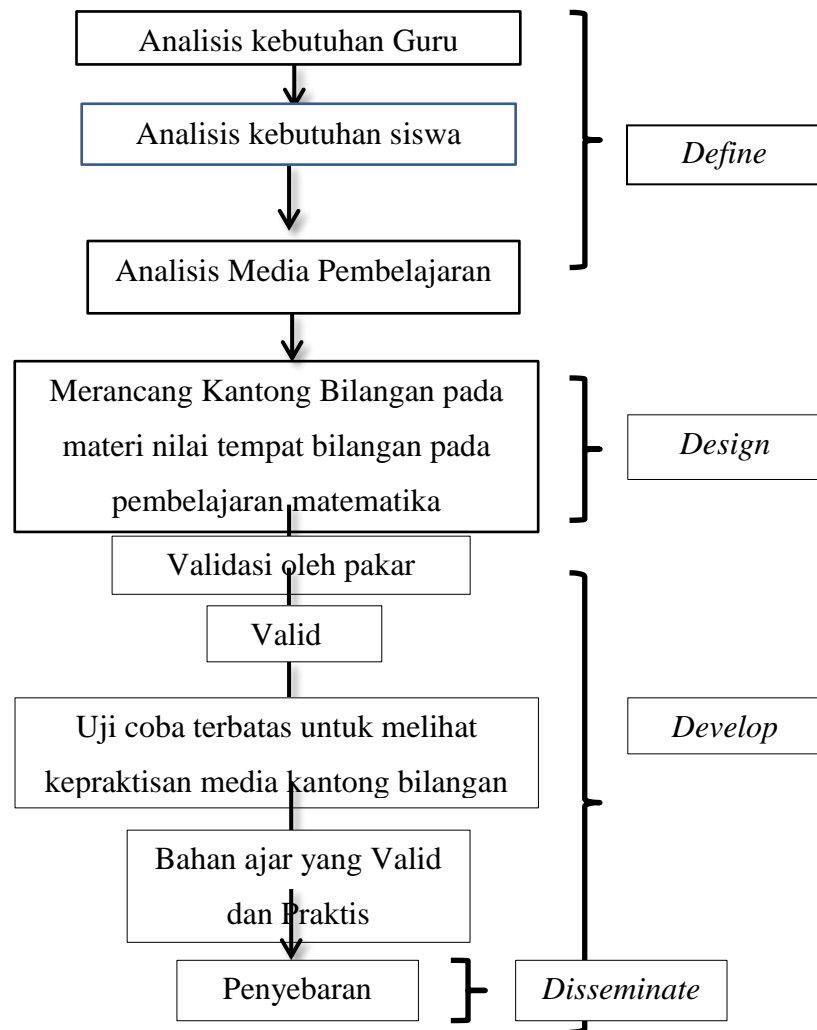 Analisis kebutuhan Guru
Analisis kebutuhan siswa
Define
Analisis Media Pembelajaran
Merancang Kantong Bilangan pada
materi nilai tempat bilangan pada
pembelajaran matematika
Design
Validasi oleh pakar
Valid
Uji coba terbatas untuk melihat
kepraktisan media kantong bilangan
Develop
Bahan ajar yang Valid
dan Praktis
Penyebaran
Disseminate